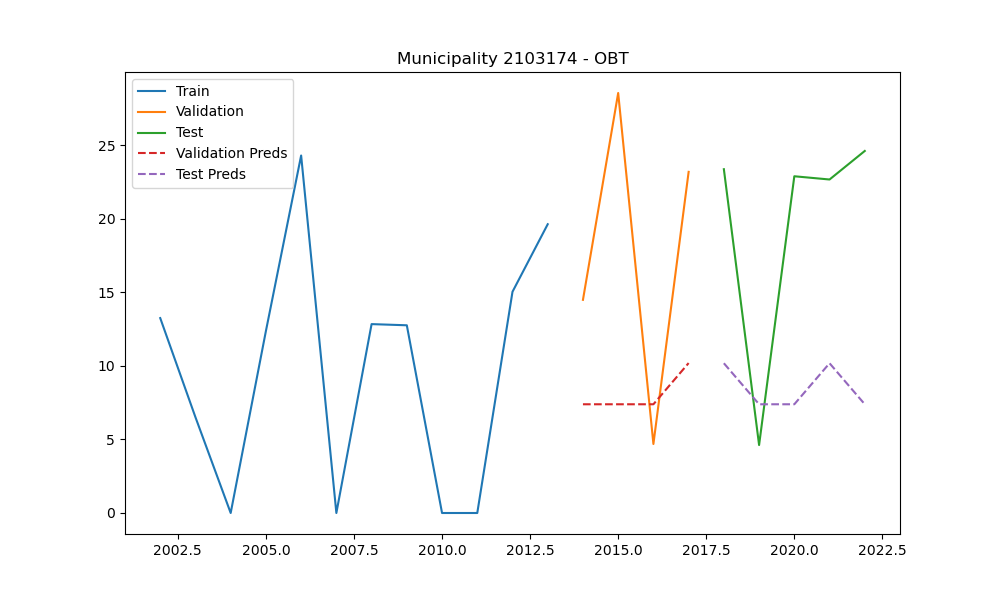 Municipality 2103174 - OBT
Train
Validation
Test
Validation Preds
Test Preds
25
20
15
10
5
0
2002.5 2005.0 2007.5 2010.0 2012.5 2015.0 2017.5 2020.0 2022.5